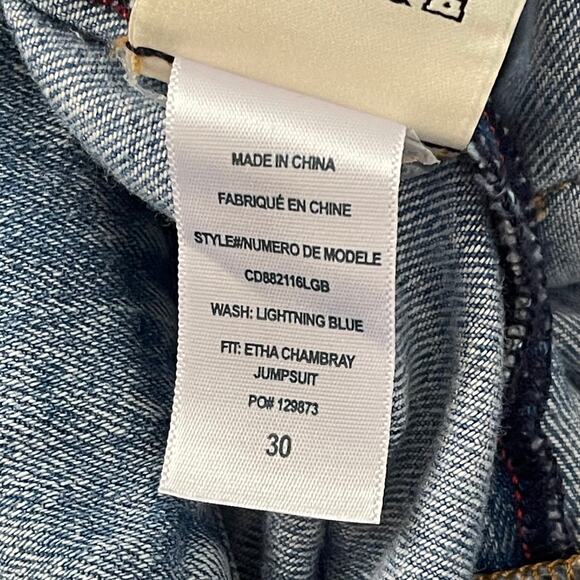 MADE IN CHINA
FABRIQUÉ EN CHINE
STYLE#/NUMERO DE MODELE
CD882116LGB
WASH: LIGHTNING BLUE
FIT: ETHA CHAMBRAY
JUMPSUIT
PO# 129873
30